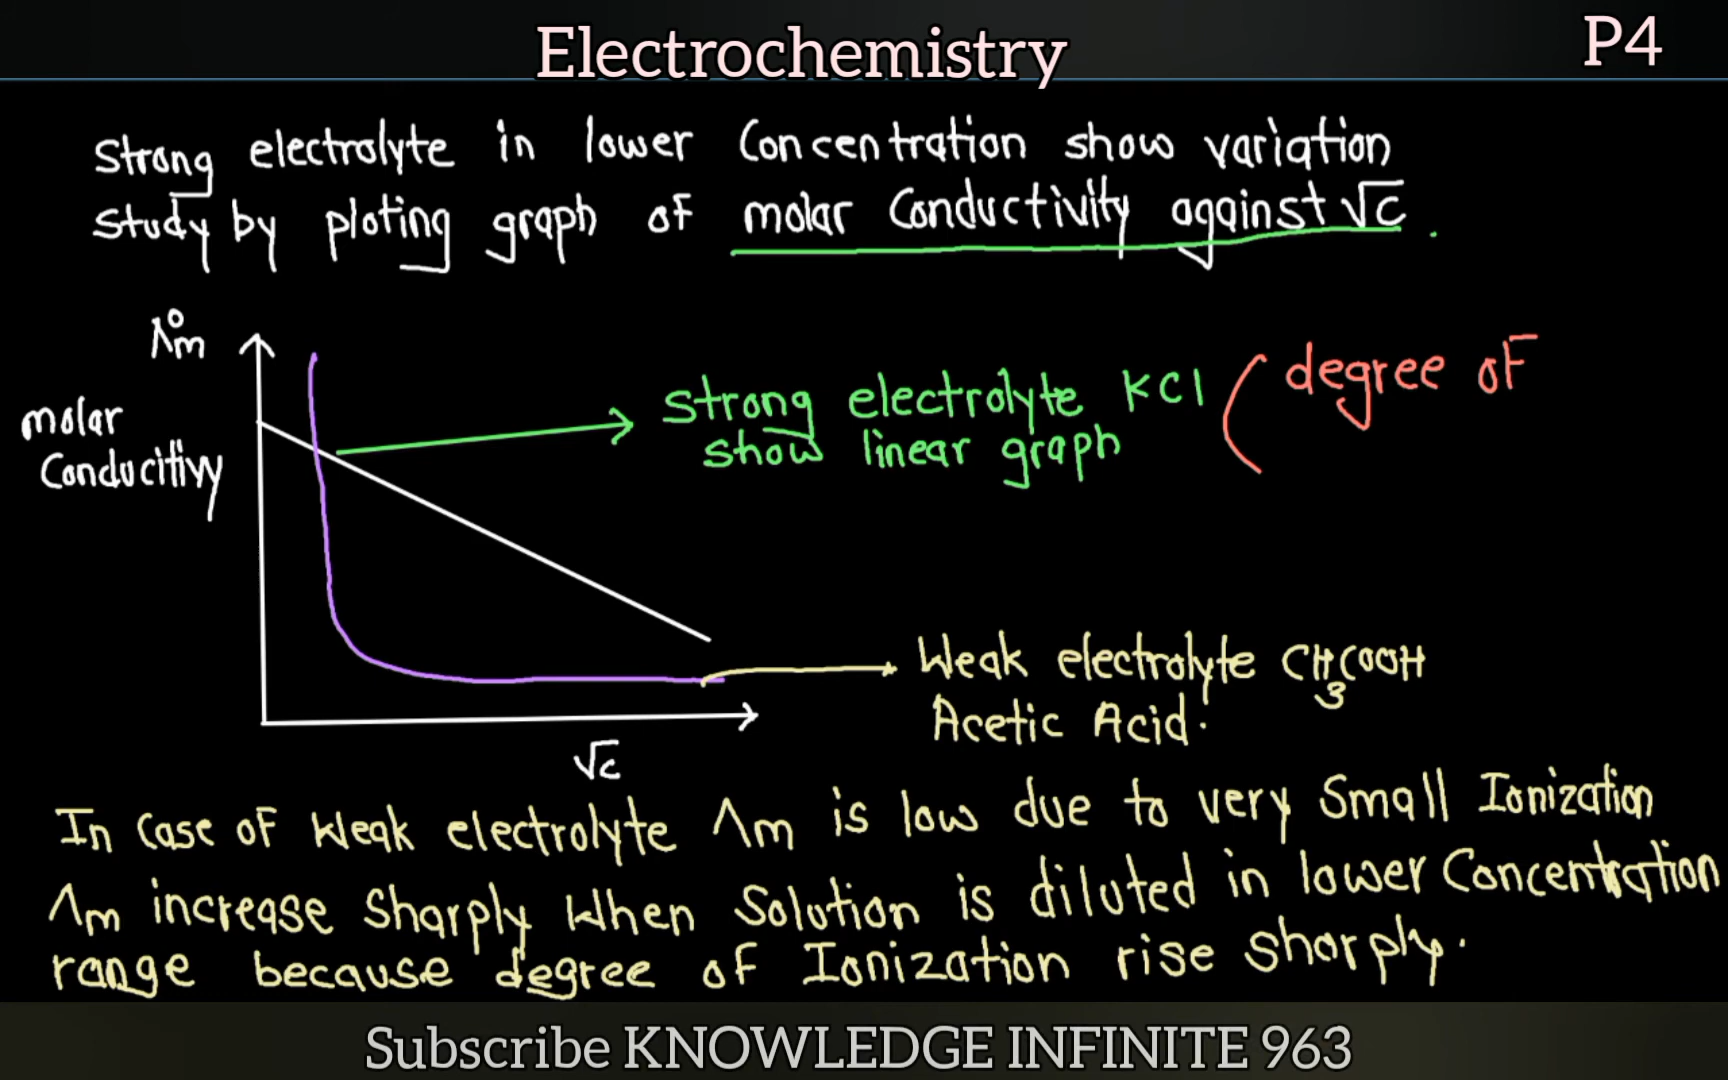 Electrochemistry
P4
Strong electrolyte in lower Concentration show variation
study by ploting graph of molar Conductivity against √c .
Λ°m
molar
Conducitivy
strong electrolyte KCl
show linear graph
( degree of
Weak electrolyte CH3COOH
Acetic Acid.
√c
In Case of Weak electrolyte Λm is low due to very Small Ionization
Λm increase Sharply When Solution is diluted in lower Concentration
range because degree of Ionization rise sharply.
Subscribe KNOWLEDGE INFINITE 963